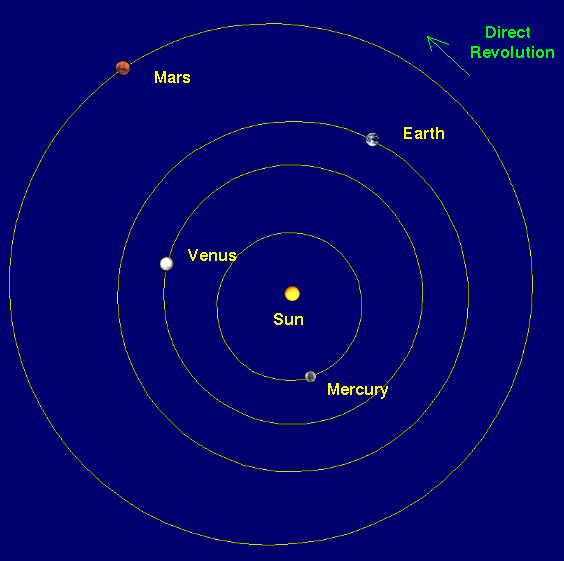 Direct
Revolution
Mars
Earth
Venus
Sun
Mercury